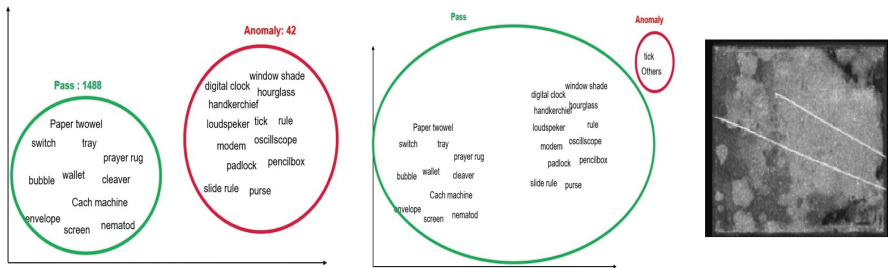 Anomaly: 42
Pass : 1488
window shade
digital clock
hourglass
handkerchief
loudspeker
tick
rule
modem
oscillscope
padlock
pencilbox
slide rule
purse
Paper twowel
switch
tray
prayer rug
bubble
wallet
cleaver
Cach machine
envelope
screen
nematod
Pass
Anomaly
tick
Others
window shade
digital clock
handkerchief
hourglass
loudspeker
rule
modem
oscillscope
padlock
pencilbox
slide rule
purse
Paper twowel
switch
tray
prayer rug
bubble
wallet
cleaver
Cach machine
envelope
screen
nematod